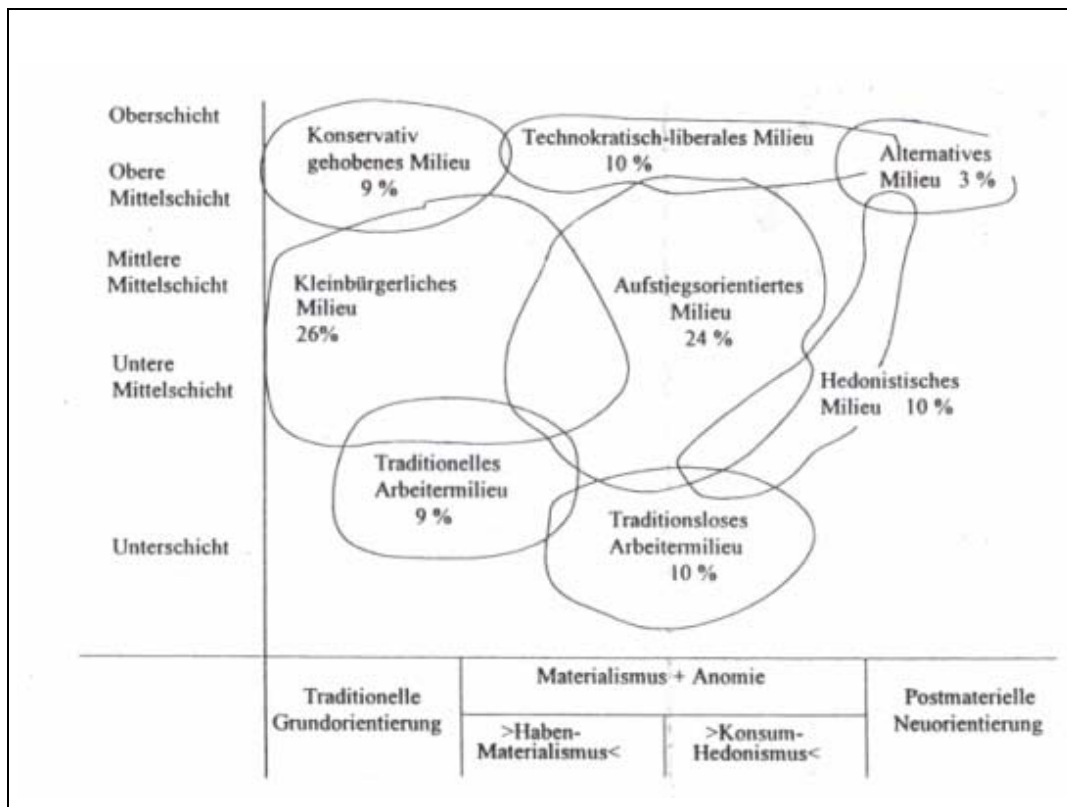 Oberschicht
Obere
Mittelschicht
Mittlere
Mittelschicht
Untere
Mittelschicht
Unterschicht
Konservativ
gehobenes Milieu
9 %
Technokratisch-liberales Milieu
10 %
Alternatives
Milieu 3 %
Kleinbürgerliches
Milieu
26%
Aufstiegsorientiertes
Milieu
24 %
Hedonistisches
Milieu 10 %
Traditionelles
Arbeitermilieu
9 %
Traditionsloses
Arbeitermilieu
10 %
Traditionelle
Grundorientierung
Materialismus + Anomie
>Haben-
Materialismus<
>Konsum-
Hedonismus<
Postmaterielle
Neuorientierung